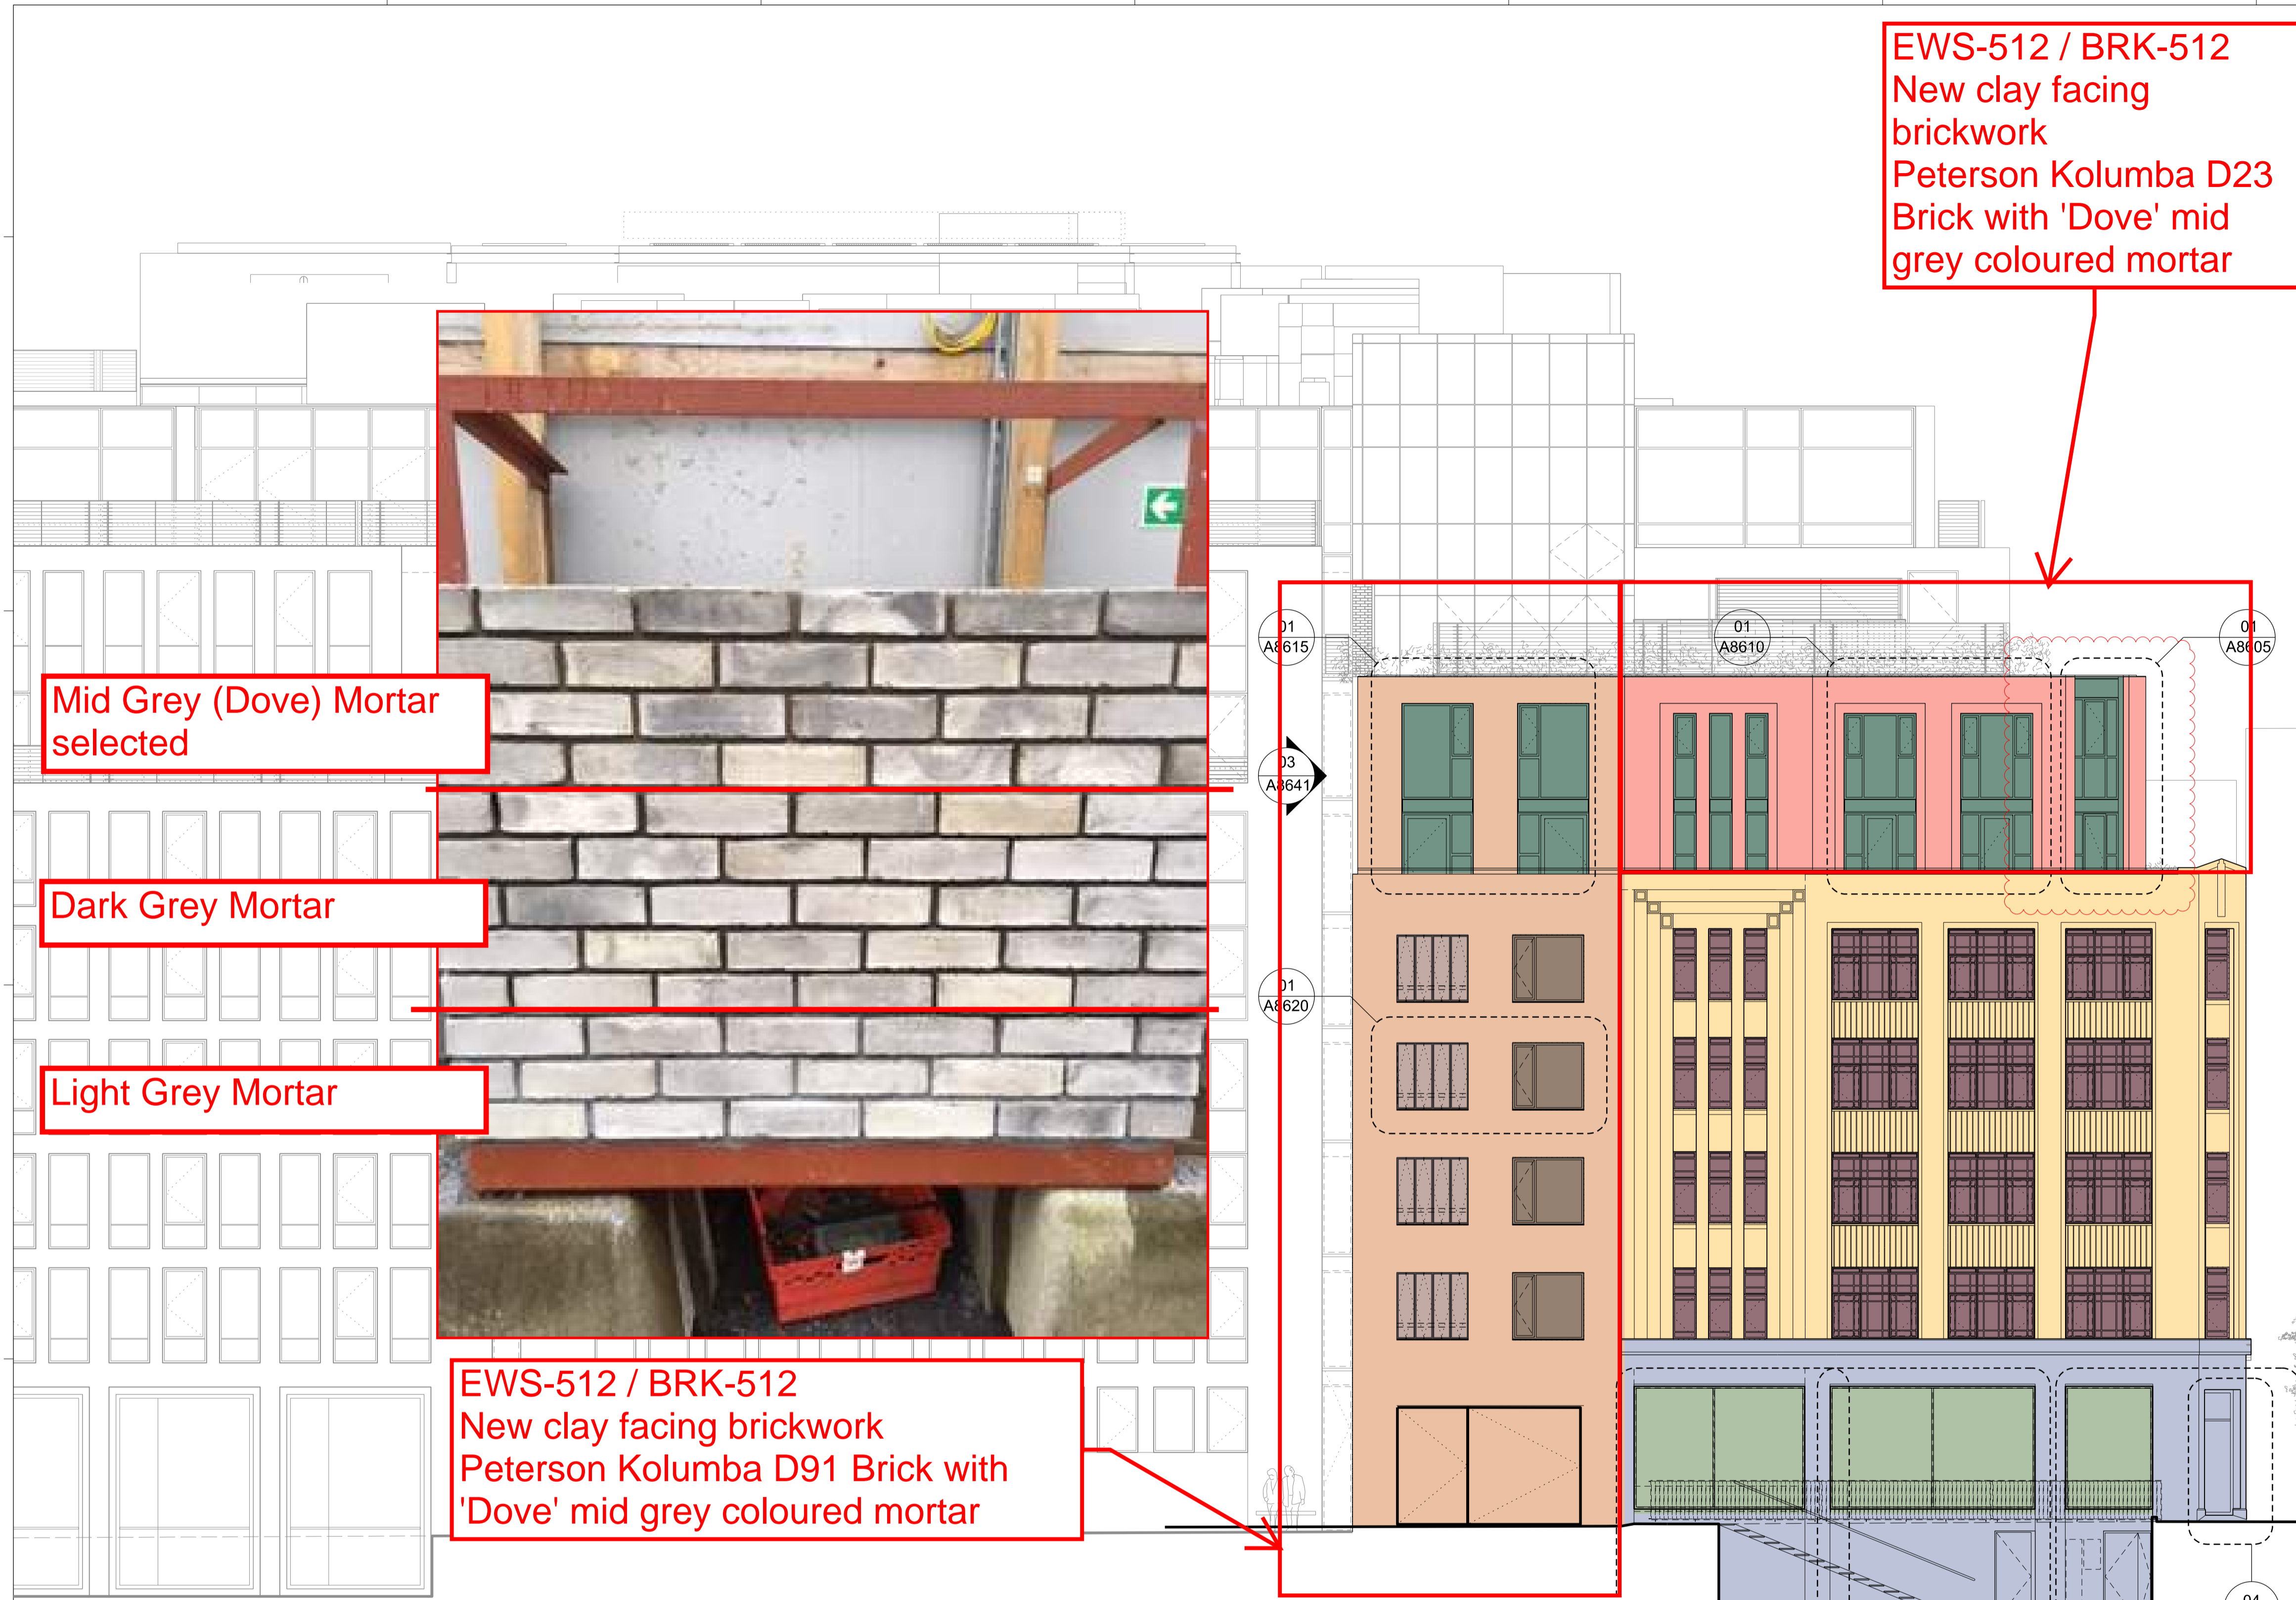 EWS-512 / BRK-512
New clay facing
brickwork
Peterson Kolumba D23
Brick with 'Dove' mid
grey coloured mortar
01
A8615
01
A8610
01
A8605
Mid Grey (Dove) Mortar
selected
03
A8641
Dark Grey Mortar
01
A8620
Light Grey Mortar
EWS-512 / BRK-512
New clay facing brickwork
Peterson Kolumba D91 Brick with
'Dove' mid grey coloured mortar
04